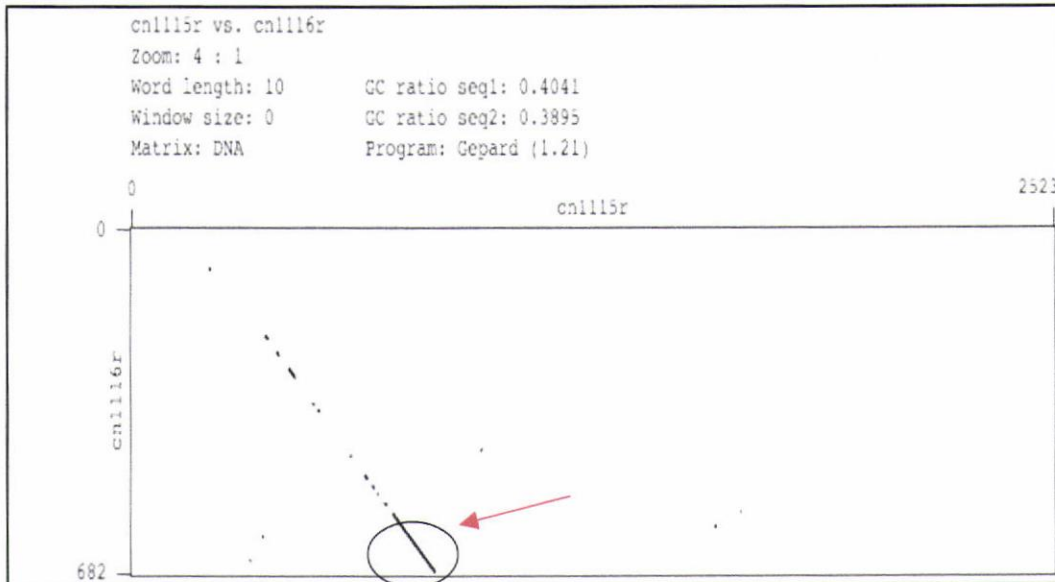 cn1115r vs. cn1116r
Zoom: 4 : 1
Word length: 10 GC ratio seq1: 0.4041
Window size: 0 GC ratio seq2: 0.3895
Matrix: DNA Program: Gepard (1.21)
0 2523
cn1115r
0
cn1116r
682